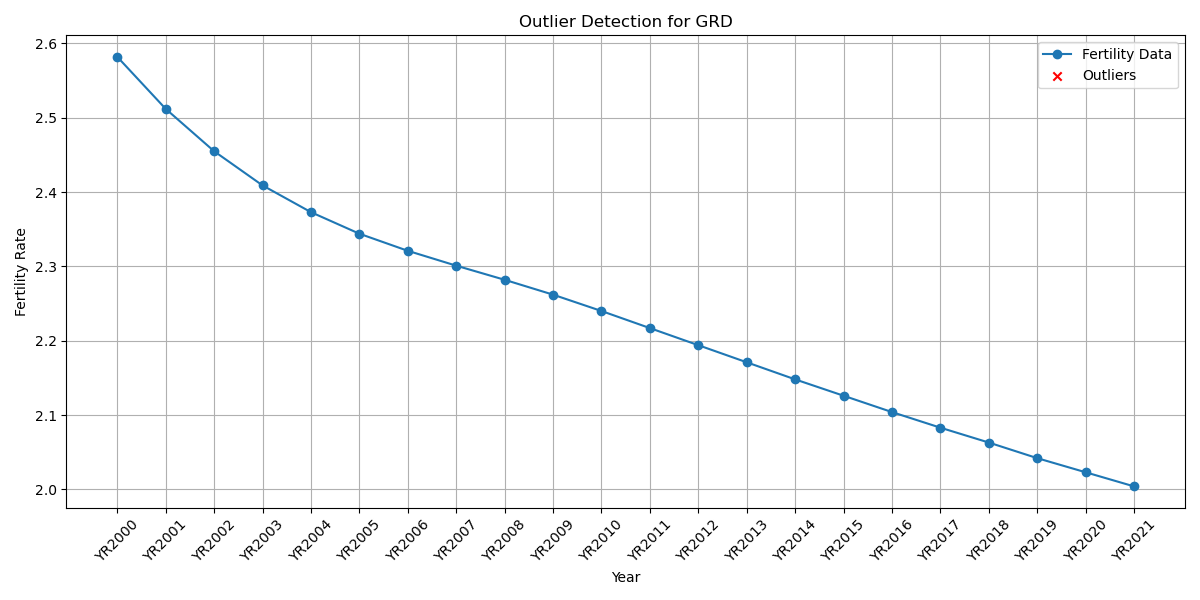 Outlier Detection for GRD
Fertility Data
Outliers
Fertility Rate
2.6
2.5
2.4
2.3
2.2
2.1
2.0
YR2000
YR2001
YR2002
YR2003
YR2004
YR2005
YR2006
YR2007
YR2008
YR2009
YR2010
YR2011
YR2012
YR2013
YR2014
YR2015
YR2016
YR2017
YR2018
YR2019
YR2020
YR2021
Year